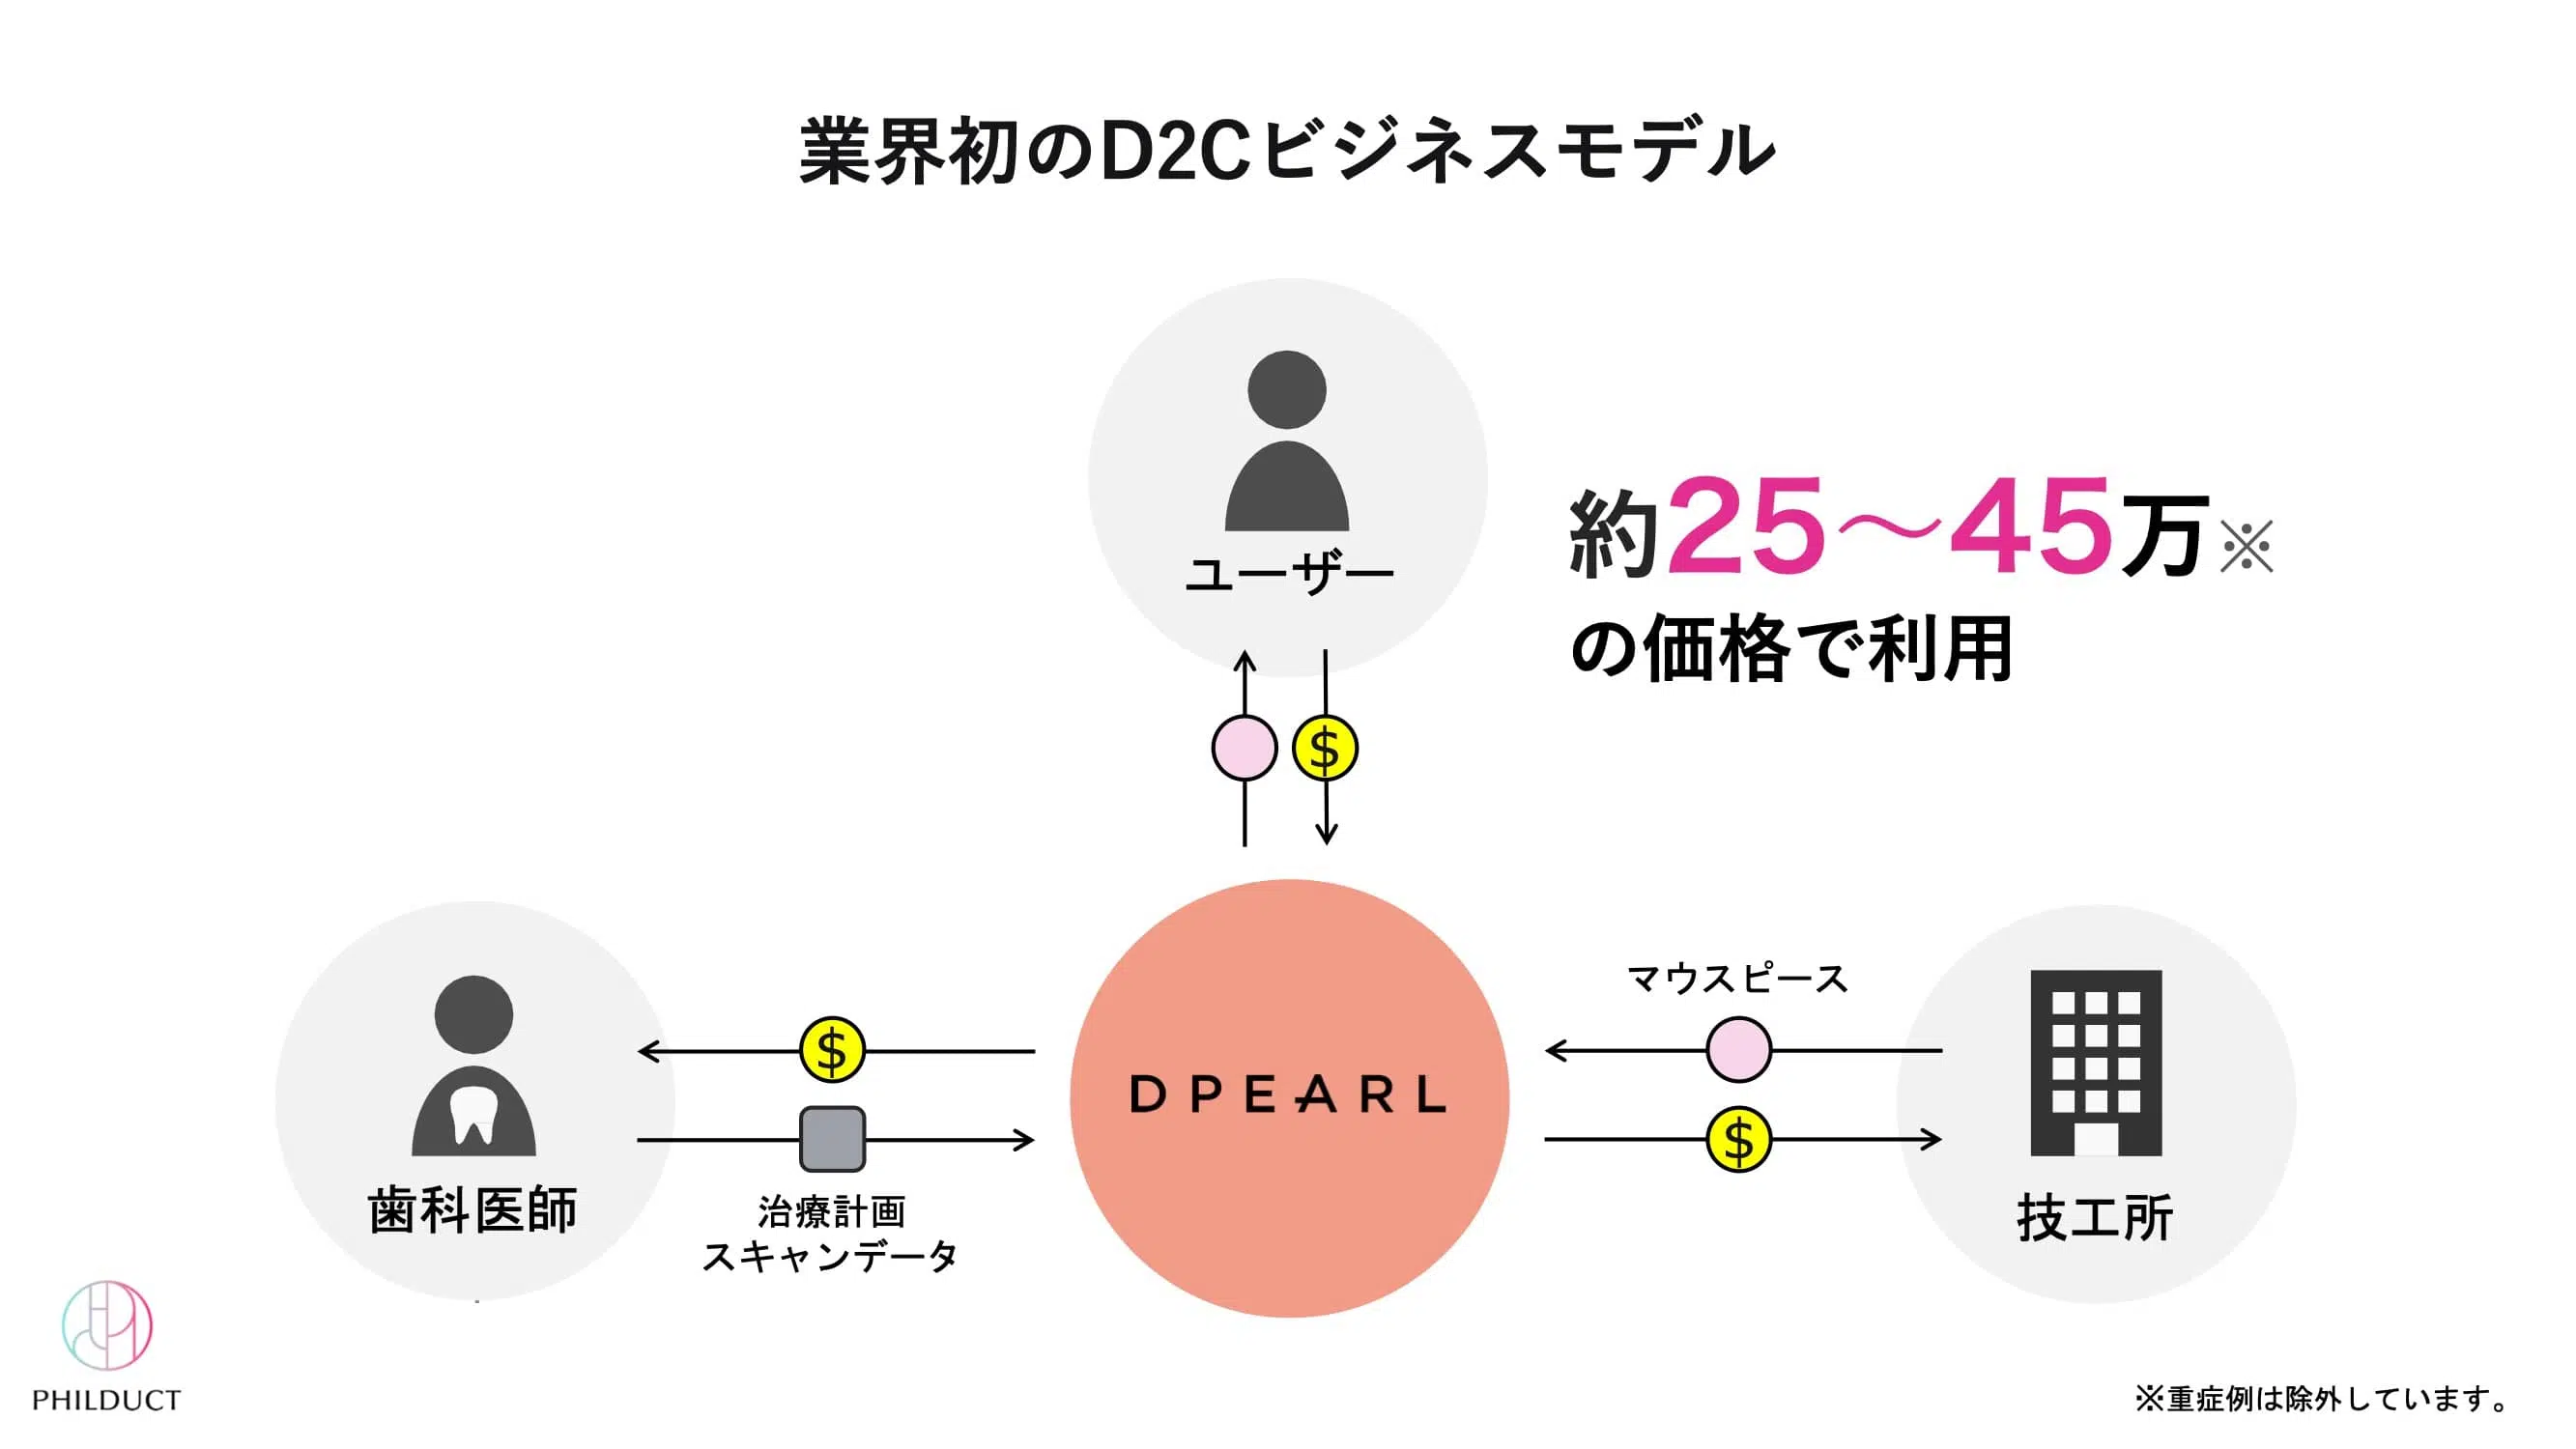 業界初のD2Cビジネスモデル
ユーザー
約25～45万※
の価格で利用
$
マウスピース
$
$
DPEARL
歯科医師
治療計画
スキャンデータ
技工所
PHILDUCT
※重症例は除外しています。